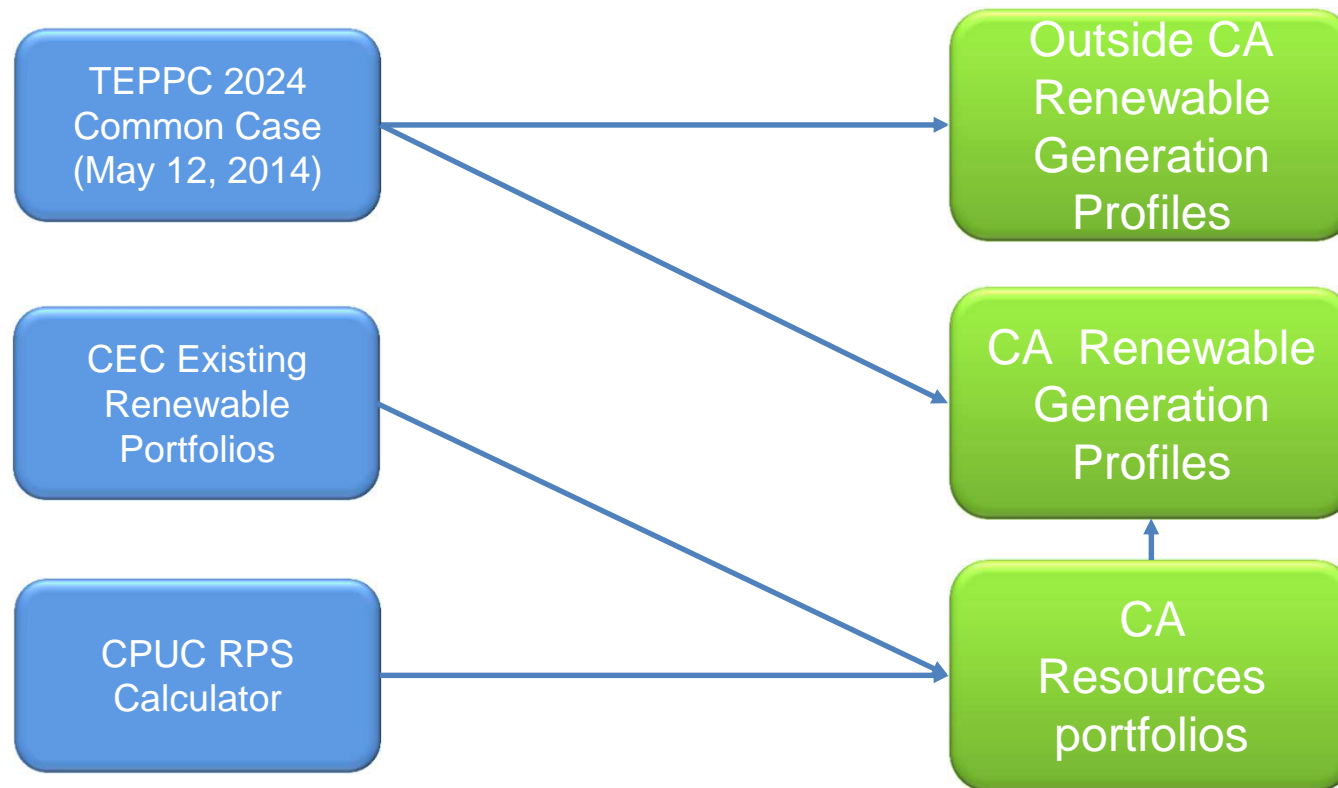 TEPPC 2024
Common Case
(May 12, 2014)
Outside CA
Renewable
Generation
Profiles
CEC Existing
Renewable
Portfolios
CA Renewable
Generation
Profiles
CPUC RPS
Calculator
CA
Resources
portfolios